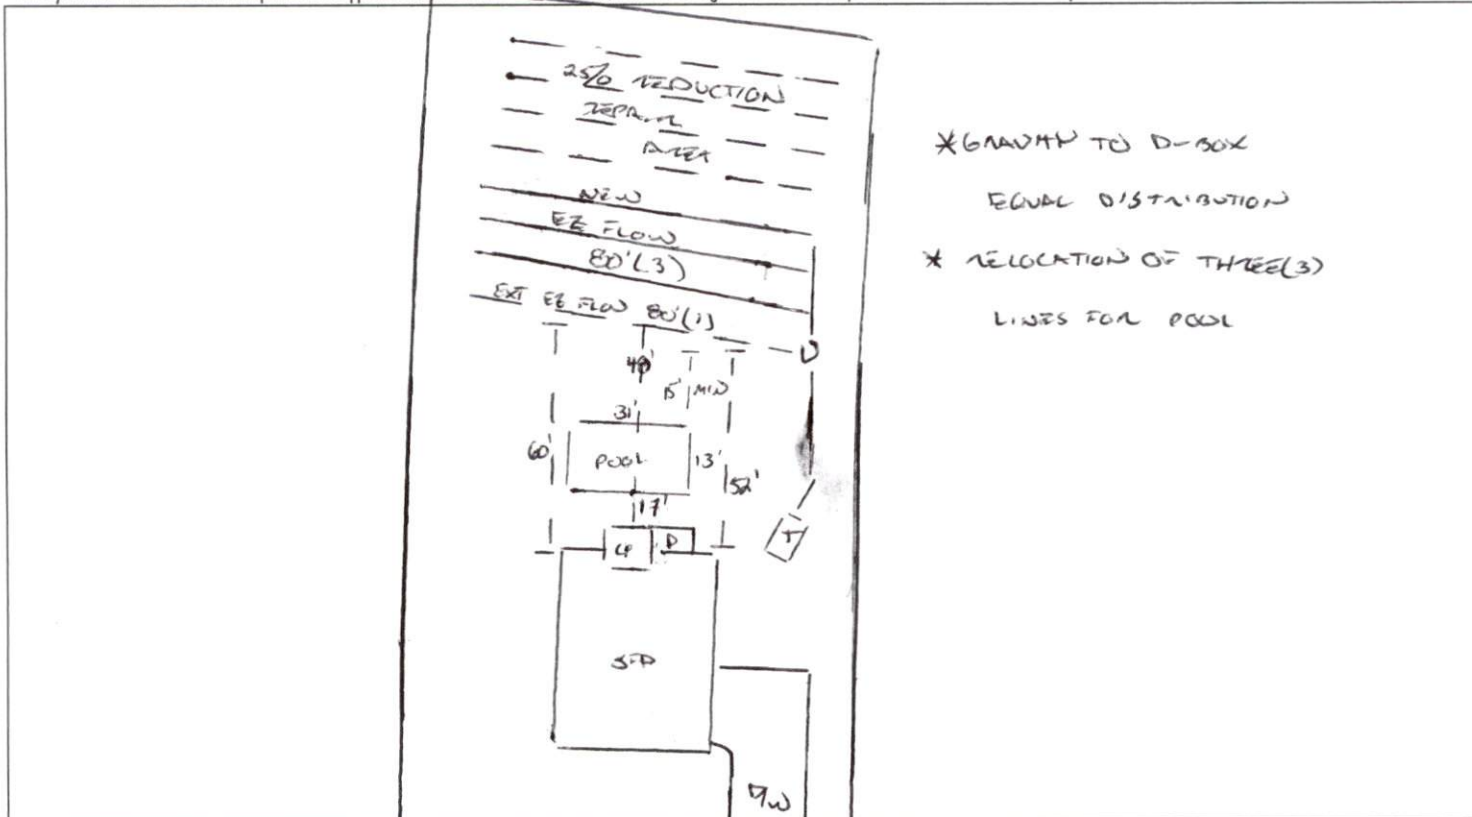 25% REDUCTION
REPAIR
AREA
NEW
EZ FLOW
80'(3)
EXT EZ FLOW 80'(1)
D
15' MIN
31'
60'
POOL
13'
52'
17'
CP
D
T
SFD
D/W
*GRAVITY TO D-BOX
EQUAL DISTRIBUTION
* RELOCATION OF THREE(3)
LINES FOR POOL